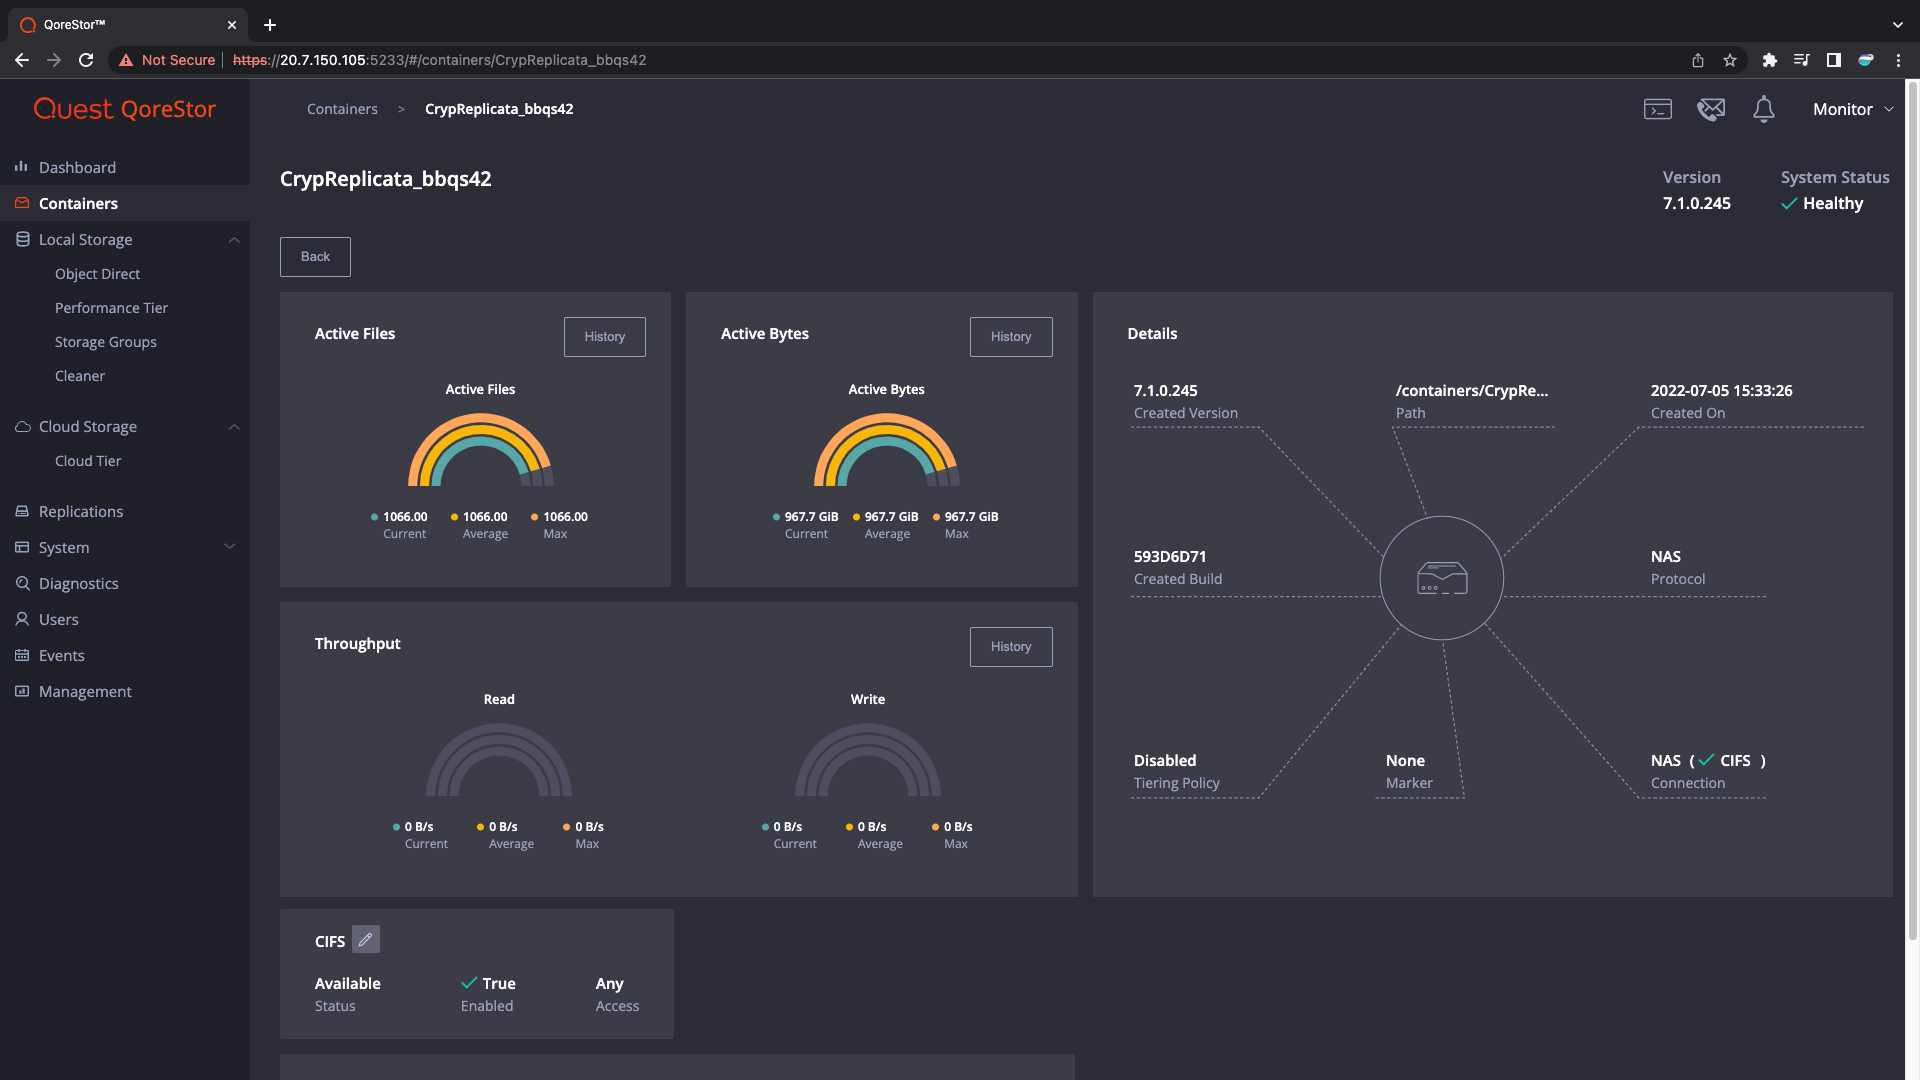 QoreStor™
Not Secure
https://20.7.150.105:5233/#/containers/CrypReplicata_bbqs42
Quest QoreStor
Containers > CrypReplicata_bbqs42
Monitor
Dashboard
Containers
Local Storage
Object Direct
Performance Tier
Storage Groups
Cleaner
Cloud Storage
Cloud Tier
Replications
System
Diagnostics
Users
Events
Management
CrypReplicata_bbqs42
Version
7.1.0.245
System Status
Healthy
Back
Active Files
History
Active Files
1066.00 1066.00 1066.00
Current Average Max
Active Bytes
History
Active Bytes
967.7 GiB 967.7 GiB 967.7 GiB
Current Average Max
Details
7.1.0.245
Created Version
/containers/CrypRe...
Path
2022-07-05 15:33:26
Created On
593D6D71
Created Build
NAS
Protocol
Disabled
Tiering Policy
None
Marker
NAS ( CIFS )
Connection
Throughput
History
Read
0 B/s 0 B/s 0 B/s
Current Average Max
Write
0 B/s 0 B/s 0 B/s
Current Average Max
CIFS
Available
Status
True
Enabled
Any
Access